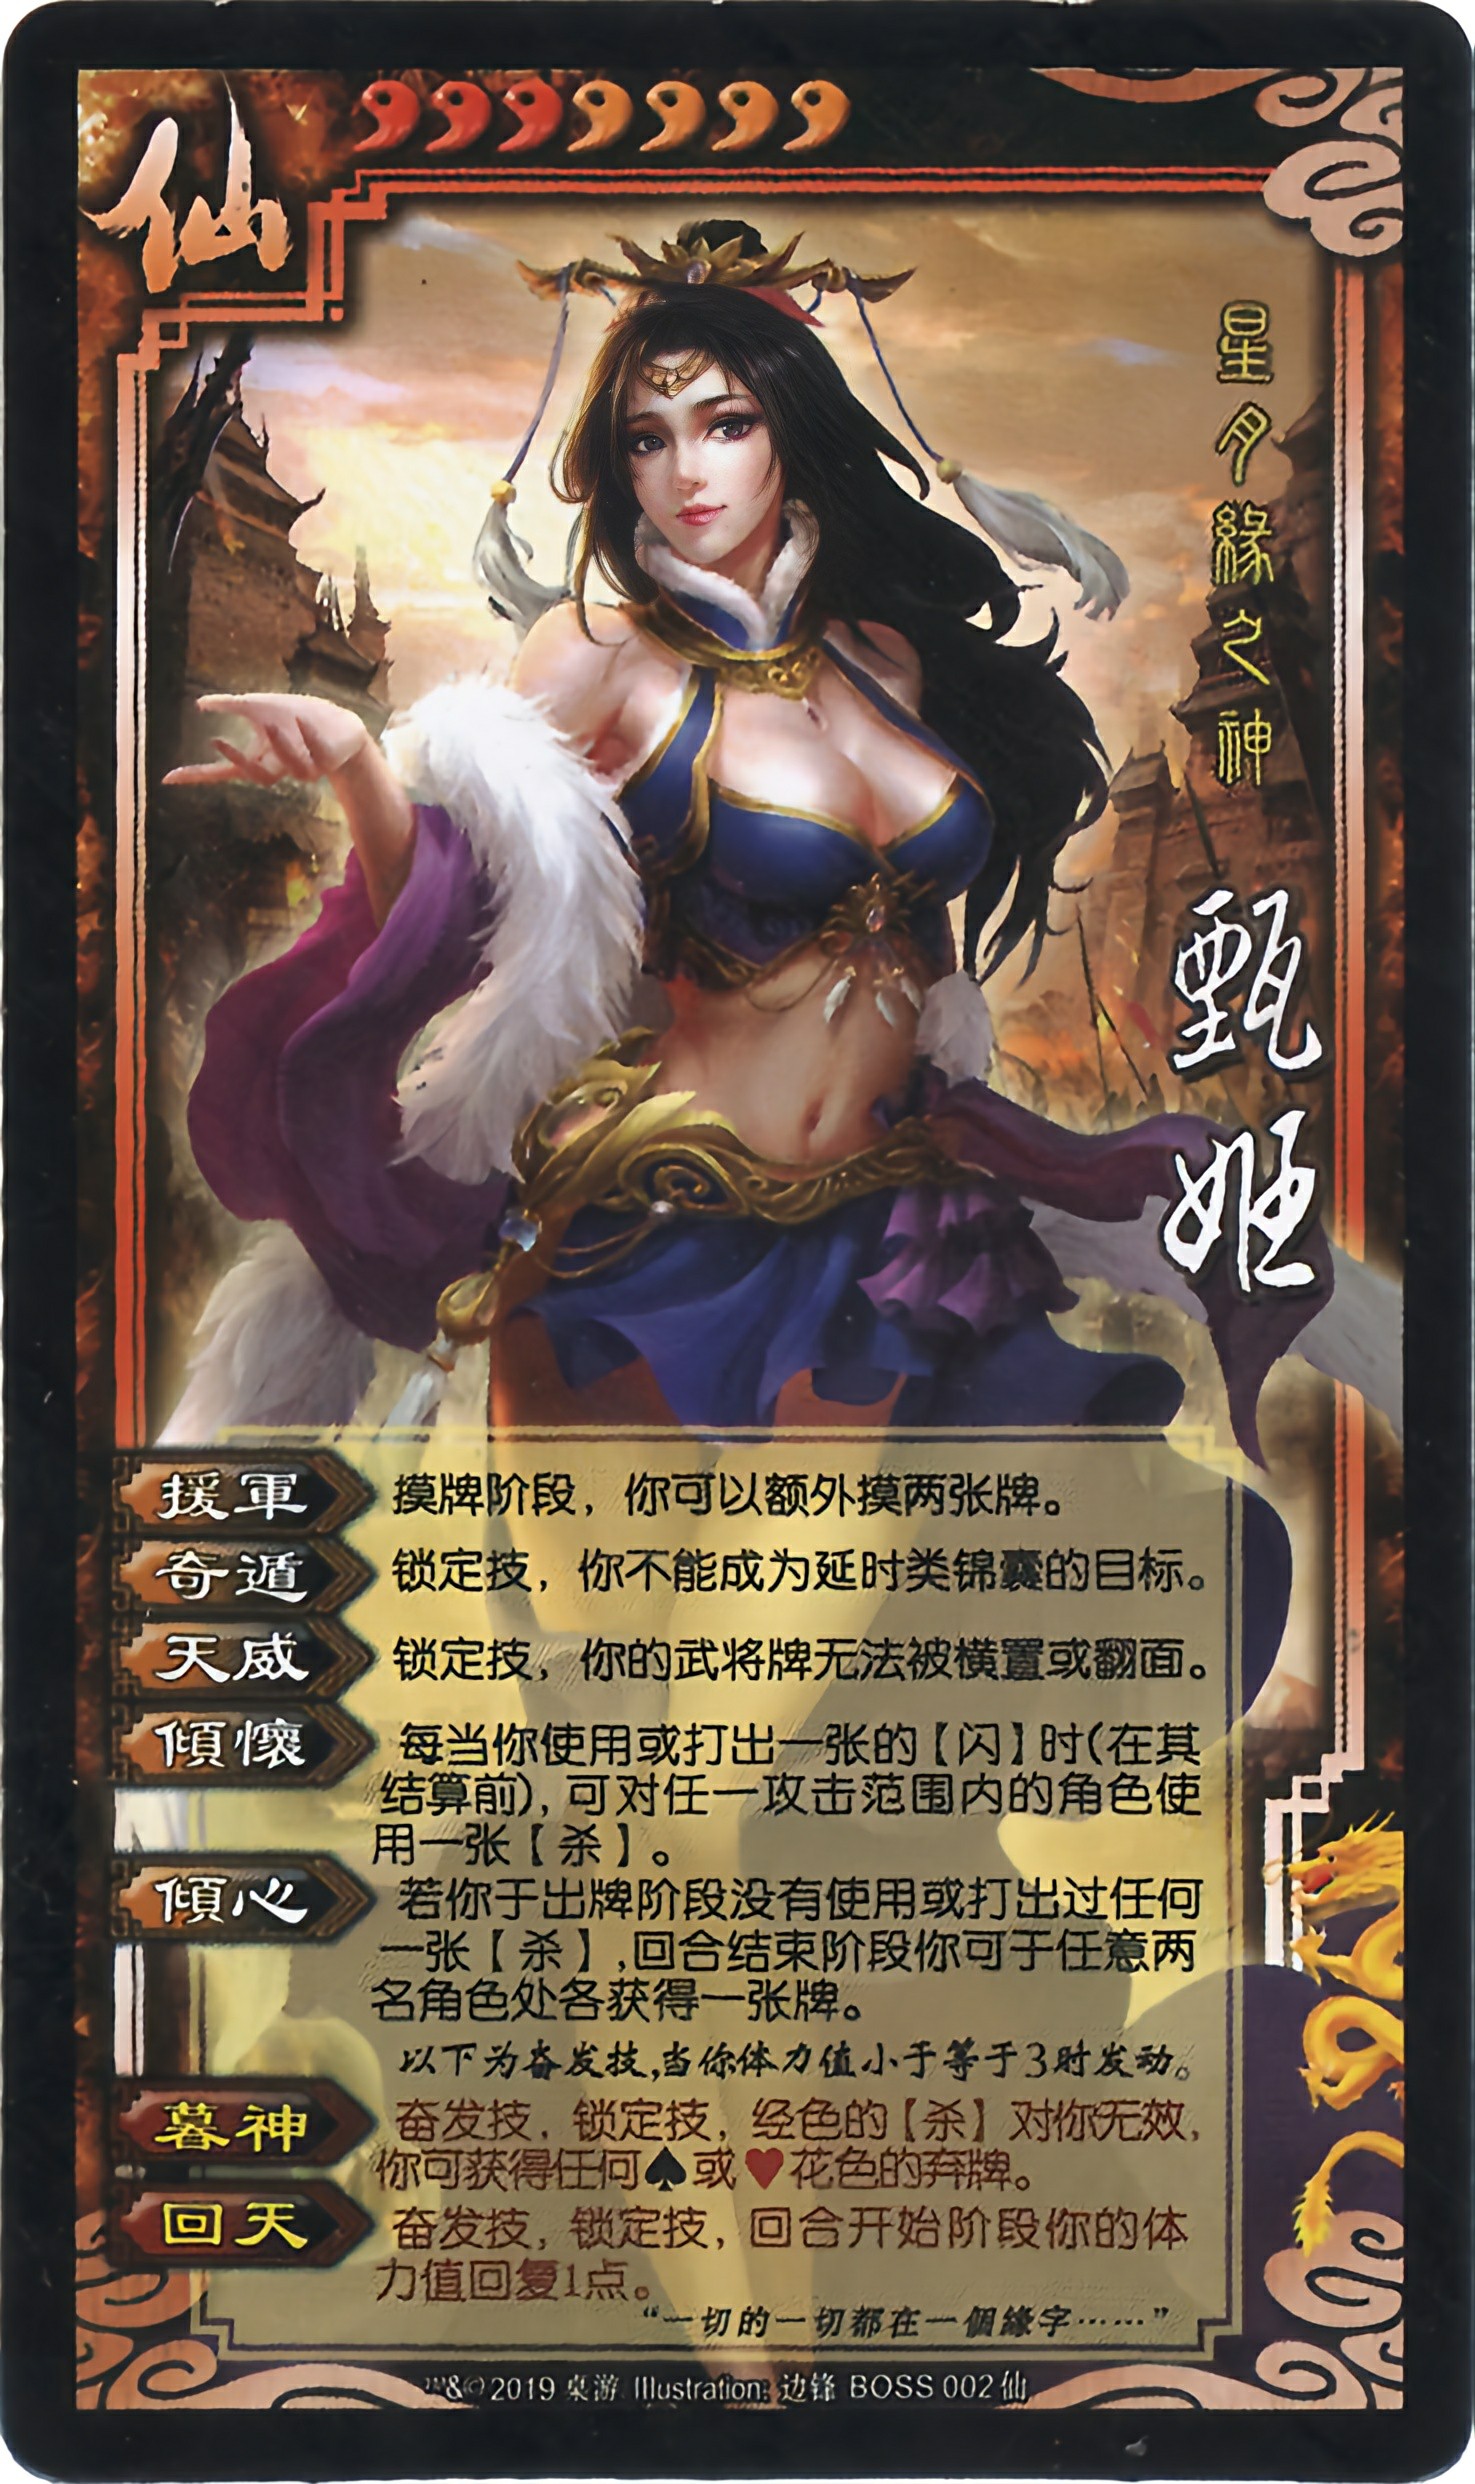 仙
星月緣之神
甄姬
援軍
摸牌阶段，你可以额外摸两张牌。
奇遁
锁定技，你不能成为延时类锦囊的目标。
天威
锁定技，你的武将牌无法被横置或翻面。
傾懷
每当你使用或打出一张的【闪】时(在其
结算前)，可对任一攻击范围内的角色使
用一张【杀】。
傾心
若你于出牌阶段没有使用或打出过任何
一张【杀】,回合结束阶段你可于任意两
名角色处各获得一张牌。
以下为奋发技,当你体力值小于等于3时发动。
暮神
奋发技，锁定技，经色的【杀】对你无效,
你可获得任何♠或♥花色的弃牌。
回天
奋发技，锁定技，回合开始阶段你的体
力值回复1点。
“一切的一切都在一個緣字……”
™&©2019 桌游 Illustration: 边锋 BOSS 002 仙